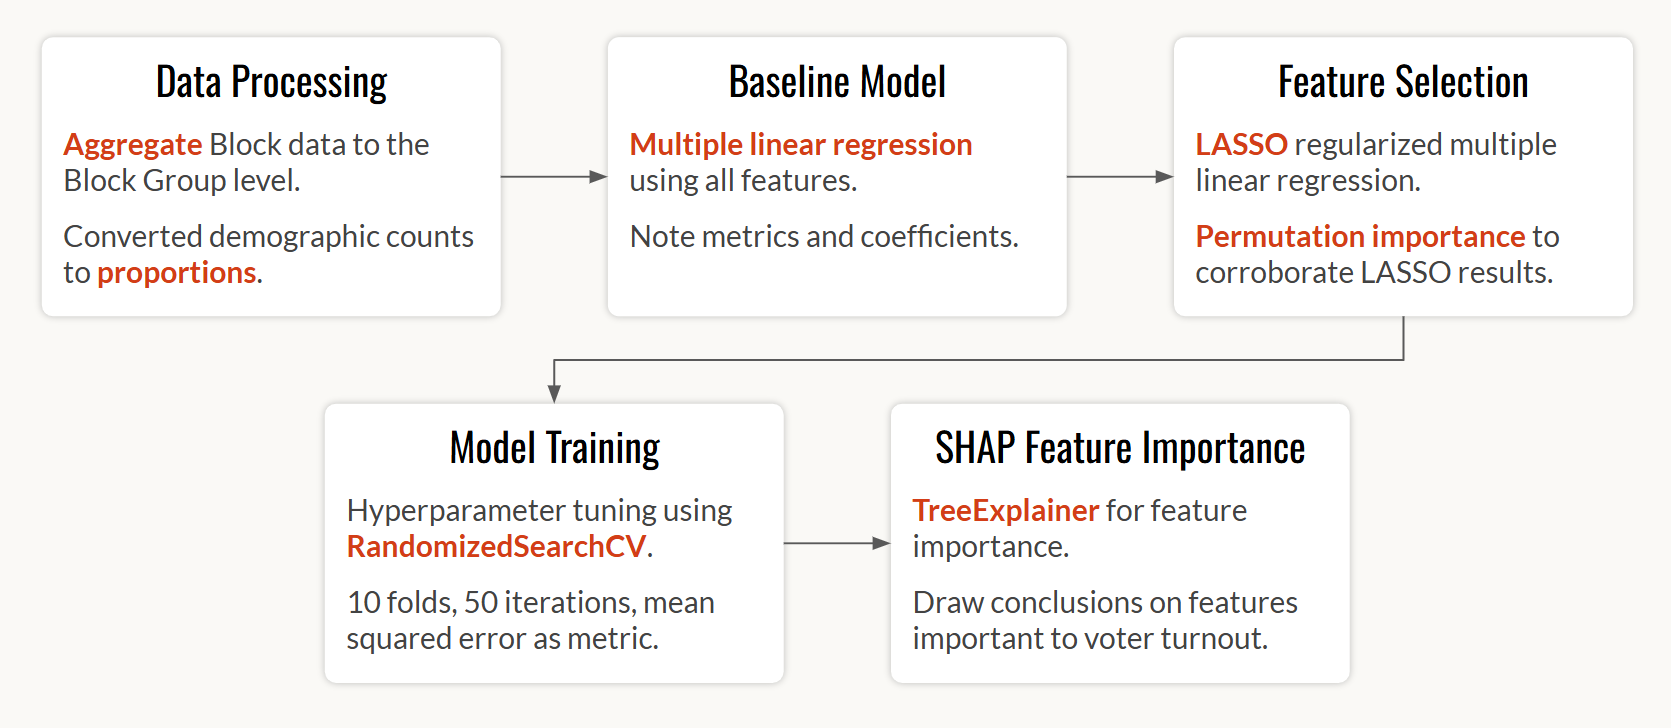 Data Processing
Aggregate Block data to the
Block Group level.
Converted demographic counts
to proportions.
Baseline Model
Multiple linear regression
using all features.
Note metrics and coefficients.
Feature Selection
LASSO regularized multiple
linear regression.
Permutation importance to
corroborate LASSO results.
Model Training
Hyperparameter tuning using
RandomizedSearchCV.
10 folds, 50 iterations, mean
squared error as metric.
SHAP Feature Importance
TreeExplainer for feature
importance.
Draw conclusions on features
important to voter turnout.